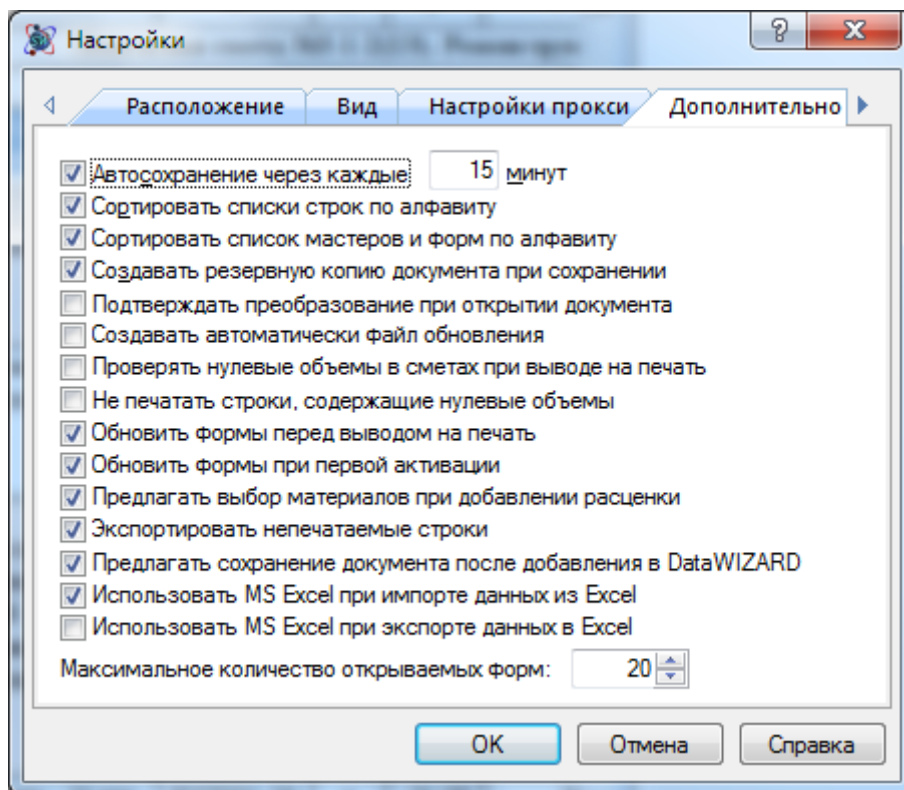 Настройки
Расположение Вид Настройки прокси Дополнительно
Автосохранение через каждые 15 минут
Сортировать списки строк по алфавиту
Сортировать список мастеров и форм по алфавиту
Создавать резервную копию документа при сохранении
Подтверждать преобразование при открытии документа
Создавать автоматически файл обновления
Проверять нулевые объемы в сметах при выводе на печать
Не печатать строки, содержащие нулевые объемы
Обновить формы перед выводом на печать
Обновить формы при первой активации
Предлагать выбор материалов при добавлении расценки
Экспортировать непечатаемые строки
Предлагать сохранение документа после добавления в DataWIZARD
Использовать MS Excel при импорте данных из Excel
Использовать MS Excel при экспорте данных в Excel
Максимальное количество открываемых форм: 20
OK Отмена Справка